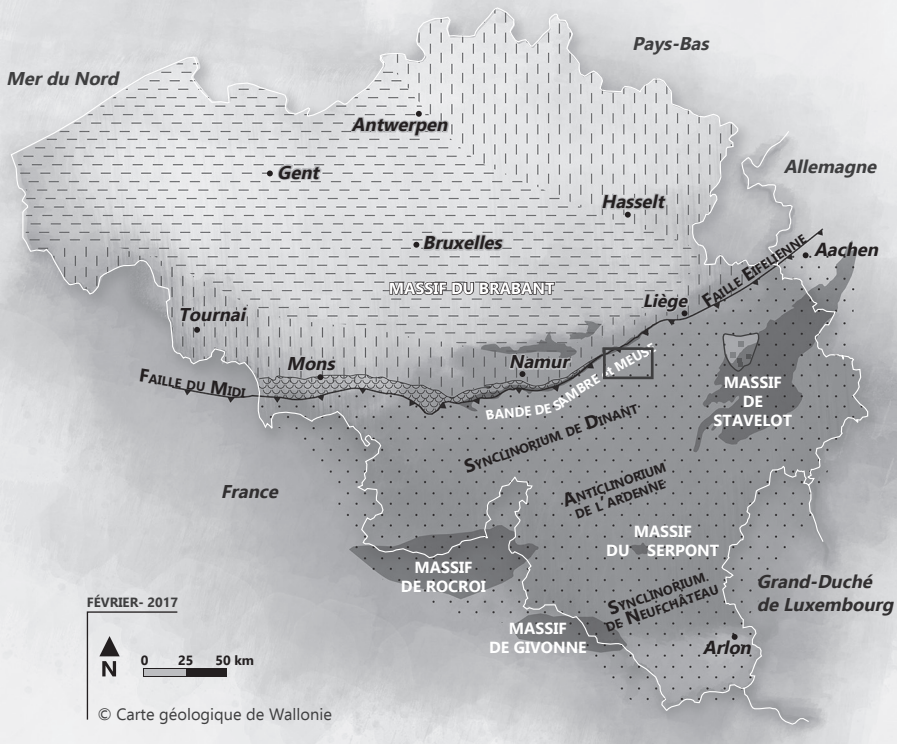 Pays-Bas
Mer du Nord
Antwerpen
Allemagne
Gent
Hasselt
Bruxelles
Aachen
FAILLE EIFELIENNE
MASSIF DU BRABANT
Liège
Tournai
Mons
Namur
FAILLE DU MIDI
BANDE DE SAMBRE et MEUSE
MASSIF
DE
STAVELOT
SYNCLINORIUM DE DINANT
ANTICLINORIUM
DE L'ARDENNE
France
MASSIF
DU SERPONT
MASSIF
DE ROCROI
Grand-Duché
de Luxembourg
SYNCLINORIUM
DE NEUFCHÂTEAU
MASSIF
DE GIVONNE
Arlon
FÉVRIER- 2017
N
0 25 50 km
© Carte géologique de Wallonie